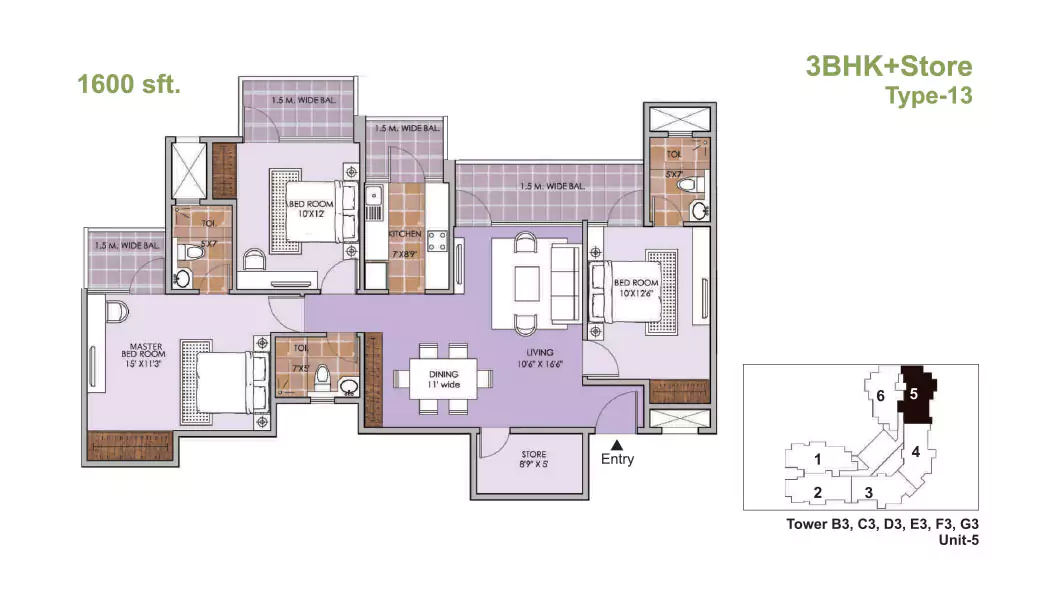 3BHK+Store
Type-13
1600 sft.
1.5 M. WIDE BAL.
1.5 M. WIDE BAL.
TOI.
5'X7'
1.5 M. WIDE BAL.
BED ROOM
10'X12'
TOI.
5'X7'
KITCHEN
7'X8'9"
1.5 M. WIDE BAL.
BED ROOM
10'X12'6"
MASTER
BED ROOM
15' X11'3"
TOI.
7'X5'
LIVING
10'6" X 16'6"
DINING
11' wide
STORE
8'9" X 5'
Entry
6
5
4
1
2
3
Tower B3, C3, D3, E3, F3, G3
Unit-5